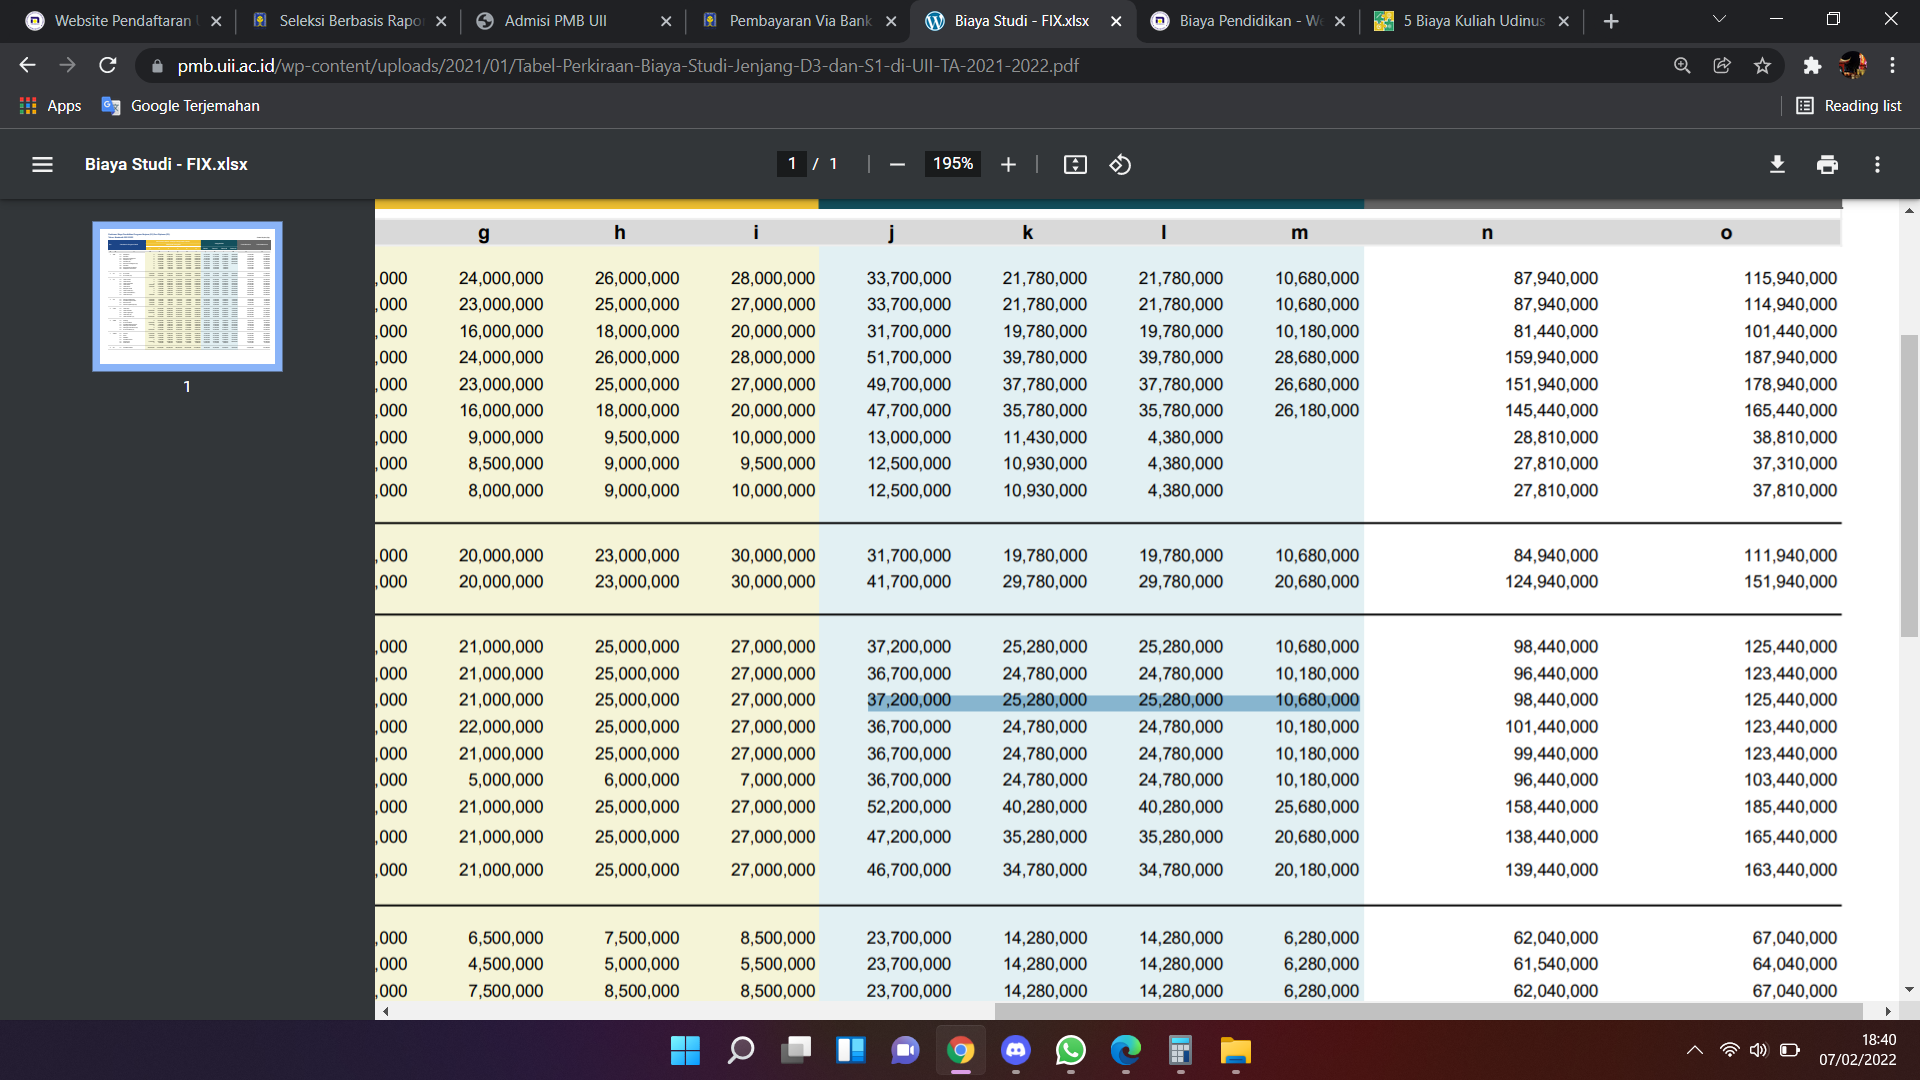 Website Pendaftaran
Seleksi Berbasis Rapor
Admisi PMB UII
Pembayaran Via Bank
Biaya Studi - FIX.xlsx
Biaya Pendidikan - We
5 Biaya Kuliah Udinus
pmb.uii.ac.id/wp-content/uploads/2021/01/Tabel-Perkiraan-Biaya-Studi-Jenjang-D3-dan-S1-di-UII-TA-2021-2022.pdf
Apps Google Terjemahan Reading list
Biaya Studi - FIX.xlsx 1 / 1 195%
1
g h i j k l m n o
,000 24,000,000 26,000,000 28,000,000 33,700,000 21,780,000 21,780,000 10,680,000 87,940,000 115,940,000
,000 23,000,000 25,000,000 27,000,000 33,700,000 21,780,000 21,780,000 10,680,000 87,940,000 114,940,000
,000 16,000,000 18,000,000 20,000,000 31,700,000 19,780,000 19,780,000 10,180,000 81,440,000 101,440,000
,000 24,000,000 26,000,000 28,000,000 51,700,000 39,780,000 39,780,000 28,680,000 159,940,000 187,940,000
,000 23,000,000 25,000,000 27,000,000 49,700,000 37,780,000 37,780,000 26,680,000 151,940,000 178,940,000
,000 16,000,000 18,000,000 20,000,000 47,700,000 35,780,000 35,780,000 26,180,000 145,440,000 165,440,000
,000 9,000,000 9,500,000 10,000,000 13,000,000 11,430,000 4,380,000 28,810,000 38,810,000
,000 8,500,000 9,000,000 9,500,000 12,500,000 10,930,000 4,380,000 27,810,000 37,310,000
,000 8,000,000 9,000,000 10,000,000 12,500,000 10,930,000 4,380,000 27,810,000 37,810,000
,000 20,000,000 23,000,000 30,000,000 31,700,000 19,780,000 19,780,000 10,680,000 84,940,000 111,940,000
,000 20,000,000 23,000,000 30,000,000 41,700,000 29,780,000 29,780,000 20,680,000 124,940,000 151,940,000
,000 21,000,000 25,000,000 27,000,000 37,200,000 25,280,000 25,280,000 10,680,000 98,440,000 125,440,000
,000 21,000,000 25,000,000 27,000,000 36,700,000 24,780,000 24,780,000 10,180,000 96,440,000 123,440,000
,000 21,000,000 25,000,000 27,000,000 37,200,000 25,280,000 25,280,000 10,680,000 98,440,000 125,440,000
,000 22,000,000 25,000,000 27,000,000 36,700,000 24,780,000 24,780,000 10,180,000 101,440,000 123,440,000
,000 21,000,000 25,000,000 27,000,000 36,700,000 24,780,000 24,780,000 10,180,000 99,440,000 123,440,000
,000 5,000,000 6,000,000 7,000,000 36,700,000 24,780,000 24,780,000 10,180,000 96,440,000 103,440,000
,000 21,000,000 25,000,000 27,000,000 52,200,000 40,280,000 40,280,000 25,680,000 158,440,000 185,440,000
,000 21,000,000 25,000,000 27,000,000 47,200,000 35,280,000 35,280,000 20,680,000 138,440,000 165,440,000
,000 21,000,000 25,000,000 27,000,000 46,700,000 34,780,000 34,780,000 20,180,000 139,440,000 163,440,000
,000 6,500,000 7,500,000 8,500,000 23,700,000 14,280,000 14,280,000 6,280,000 62,040,000 67,040,000
,000 4,500,000 5,000,000 5,500,000 23,700,000 14,280,000 14,280,000 6,280,000 61,540,000 64,040,000
,000 7,500,000 8,500,000 8,500,000 23,700,000 14,280,000 14,280,000 6,280,000 62,040,000 67,040,000
18:40
07/02/2022